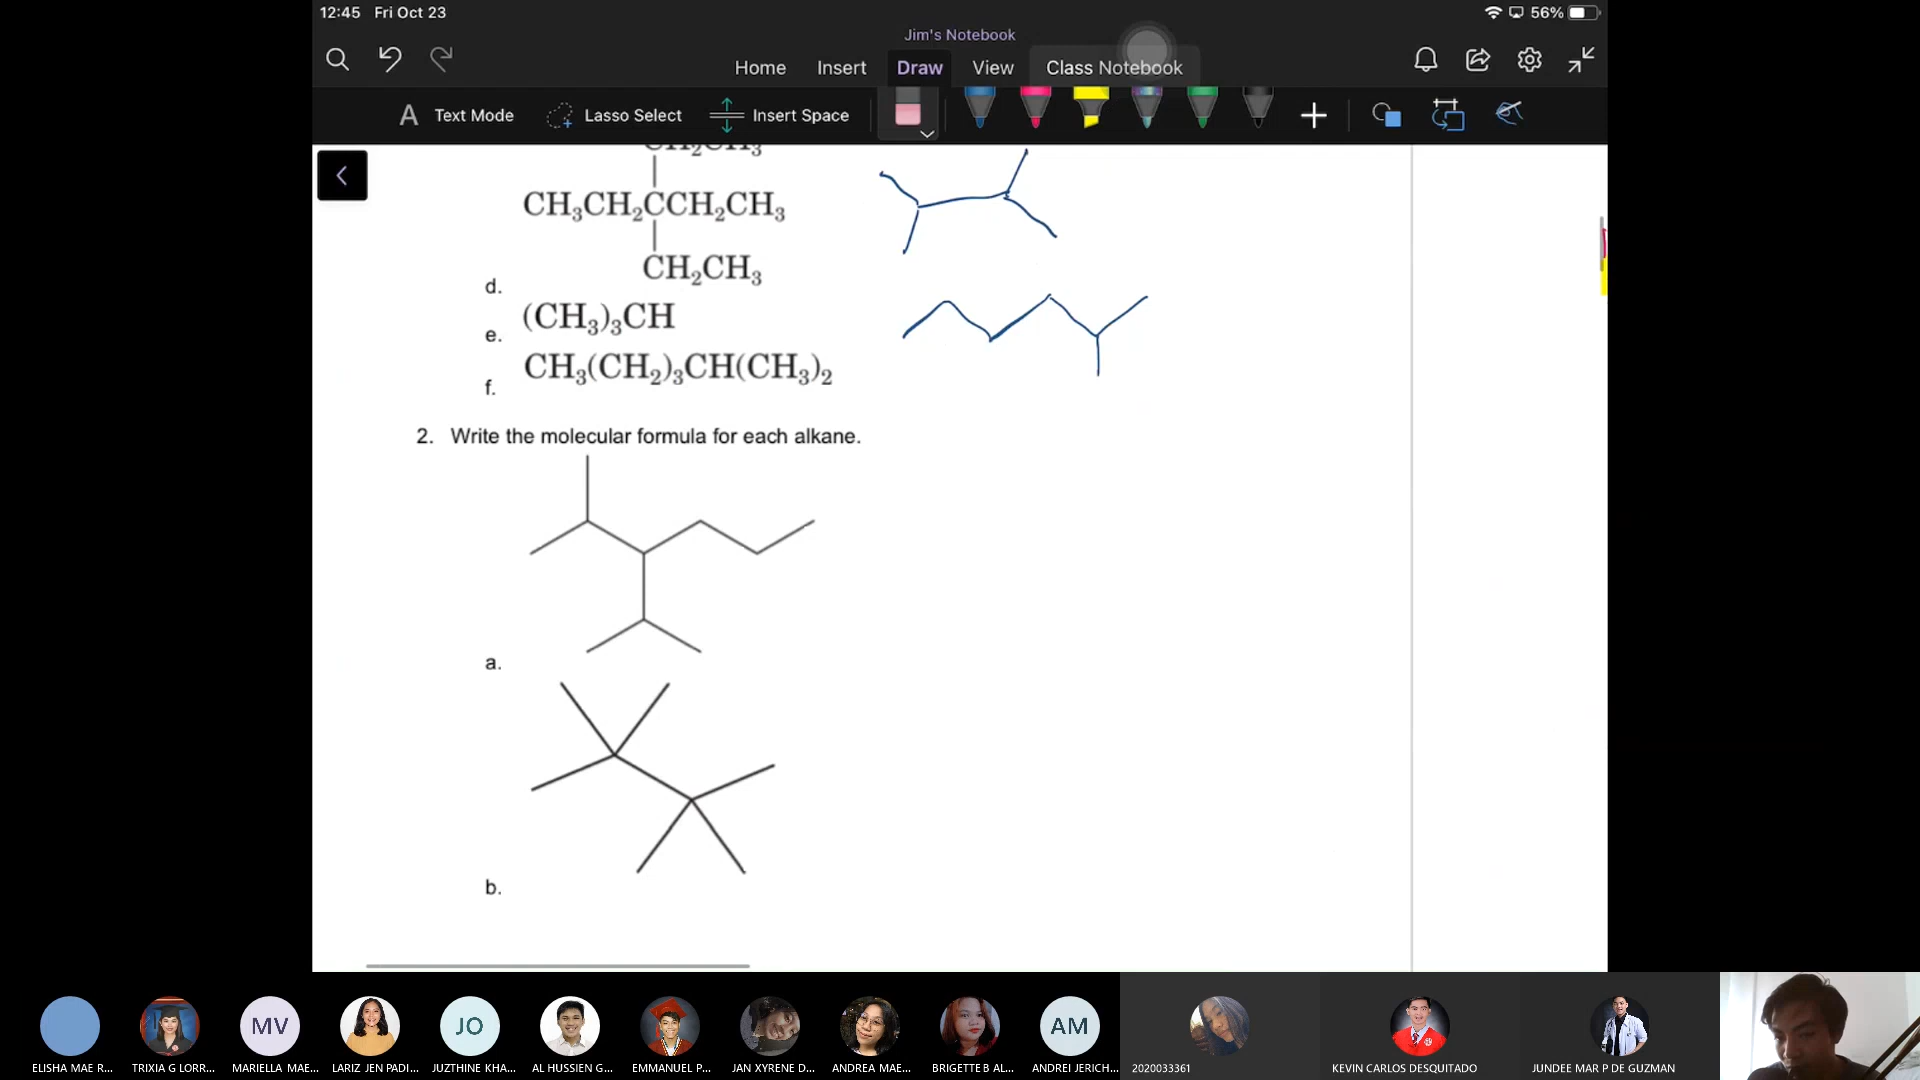 12:45 Fri Oct 23
56%
Jim's Notebook
Home Insert Draw View Class Notebook
A Text Mode Lasso Select Insert Space
CH₂CH₃
CH₃CH₂CCH₂CH₃
CH₂CH₃
d.
(CH₃)₃CH
e.
CH₃(CH₂)₃CH(CH₃)₂
f.
2. Write the molecular formula for each alkane.
a.
b.
MV JO AM
ELISHA MAE R... TRIXIA G LORR... MARIELLA MAE... LARIZ JEN PADI... JUZTHINE KHA... AL HUSSIEN G... EMMANUEL P... JAN XYRENE D... ANDREA MAE... BRIGETTE B AL... ANDREI JERICH... 2020033361 KEVIN CARLOS DESQUITADO JUNDEE MAR P DE GUZMAN